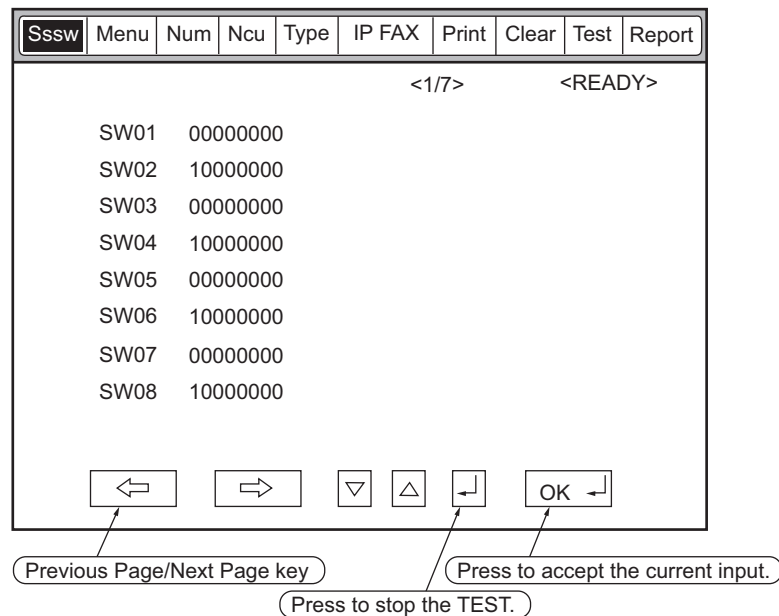 Sssw Menu Num Ncu Type IP FAX Print Clear Test Report
<1/7> <READY>
SW01 00000000
SW02 10000000
SW03 00000000
SW04 10000000
SW05 00000000
SW06 10000000
SW07 00000000
SW08 10000000
OK
Previous Page/Next Page key
Press to accept the current input.
Press to stop the TEST.